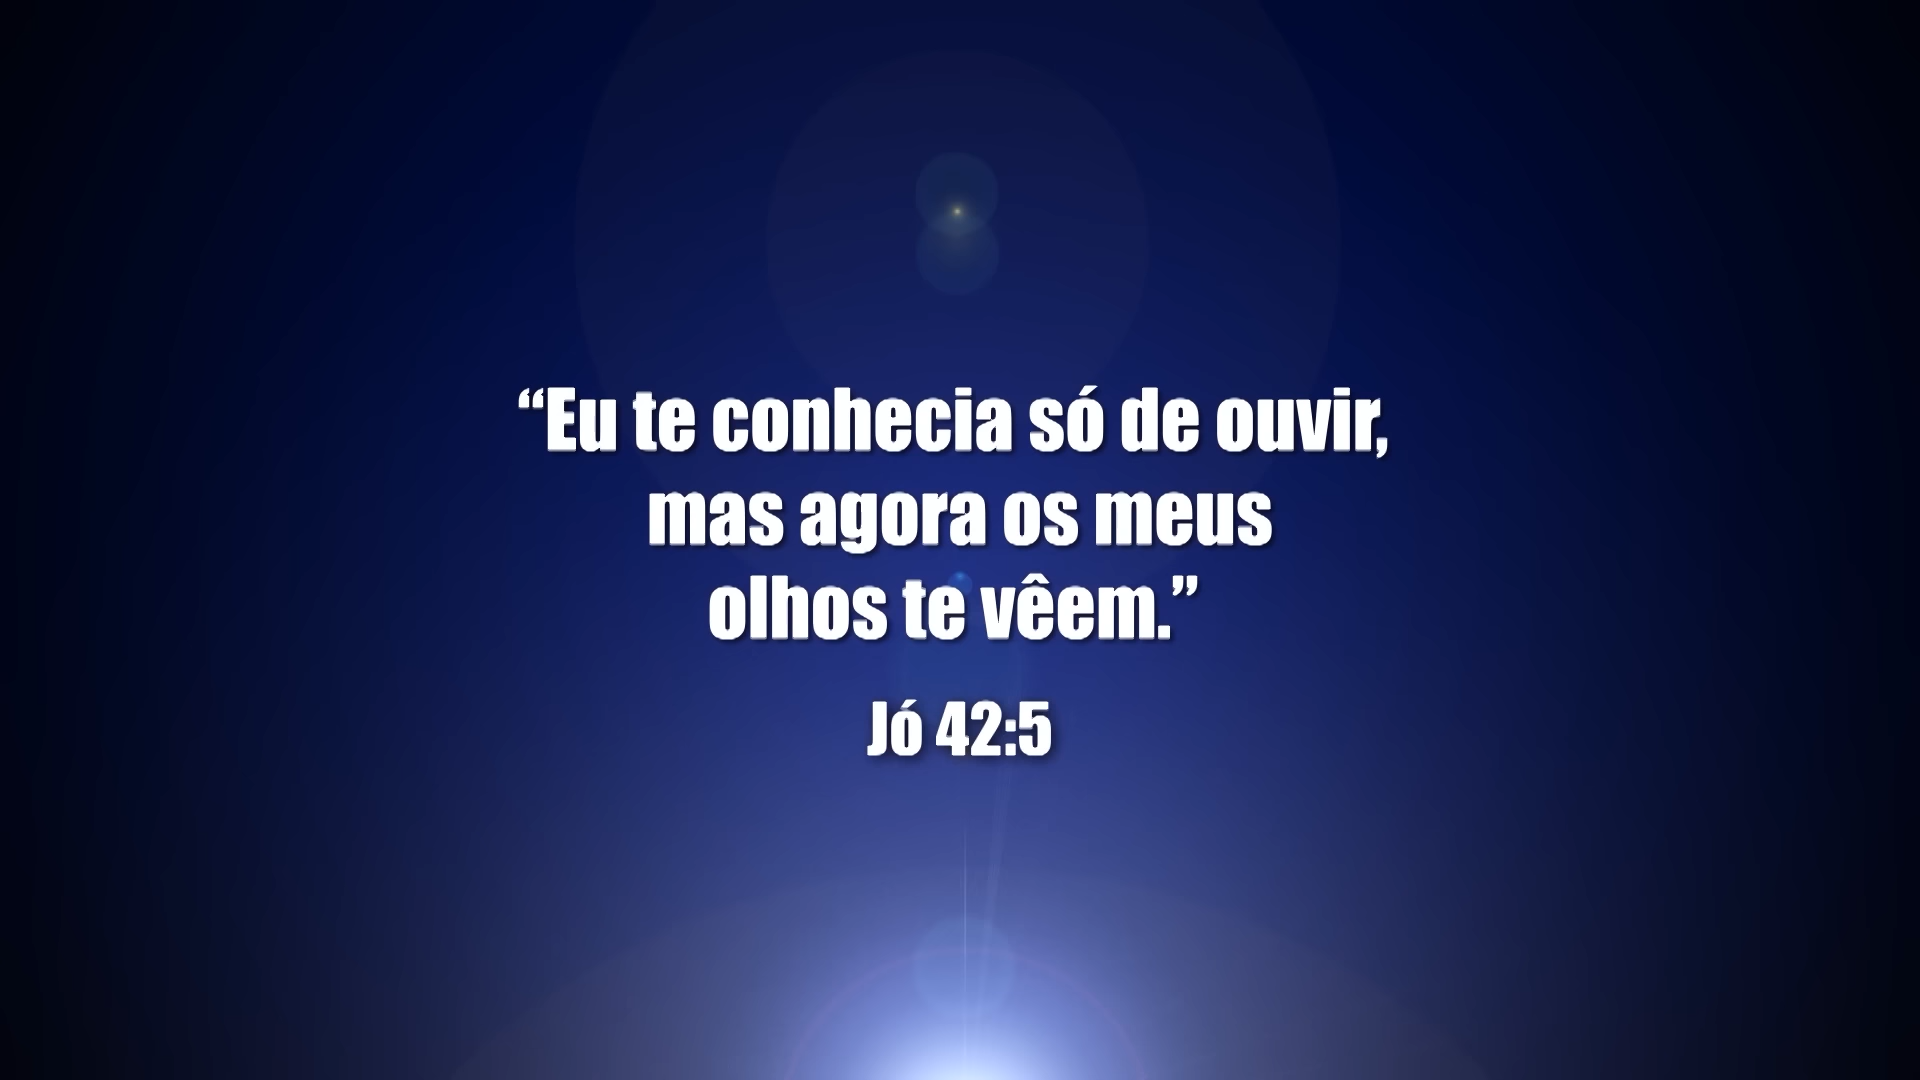 “Eu te conhecia só de ouvir,
mas agora os meus
olhos te vêem.”
Jó 42:5